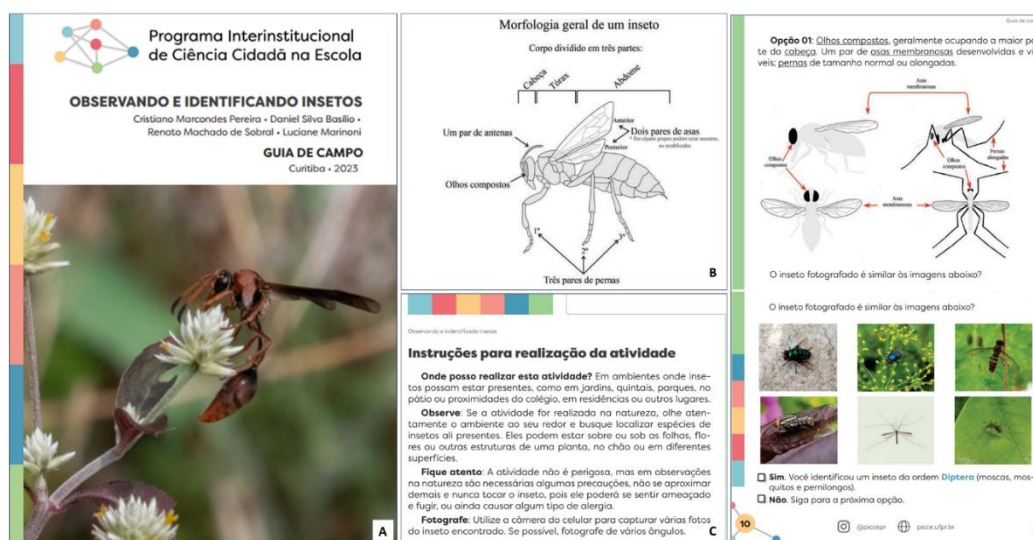 Programa Interinstitucional
de Ciência Cidadã na Escola
OBSERVANDO E IDENTIFICANDO INSETOS
Cristiano Marcondes Pereira • Daniel Silva Basílio •
Renato Machado de Sobral • Luciane Marinoni
GUIA DE CAMPO
Curitiba • 2023
A
Morfologia geral de um inseto
Corpo dividido em três partes:
Cabeça
Tórax
Abdome
Um par de antenas
Olhos compostos
Anterior
Posterior
Dois pares de asas
* Em alguns grupos podem estar ausentes,
ou modificadas.
1º
2º
3º
Três pares de pernas
B
Observando e indentificado insetos
Instruções para realização da atividade
Onde posso realizar esta atividade? Em ambientes onde inse-
tos possam estar presentes, como em jardins, quintais, parques, no
pátio ou proximidades do colégio, em residências ou outros lugares.
Observe: Se a atividade for realizada na natureza, olhe aten-
tamente o ambiente ao seu redor e busque localizar espécies de
insetos ali presentes. Eles podem estar sobre ou sob as folhas, flo-
res ou outras estruturas de uma planta, no chão ou em diferentes
superfícies.
Fique atento: A atividade não é perigosa, mas em observações
na natureza são necessárias algumas precauções, não se aproximar
demais e nunca tocar o inseto, pois ele poderá se sentir ameaçado
e fugir, ou ainda causar algum tipo de alergia.
Fotografe: Utilize a câmera do celular para capturar várias fotos
do inseto encontrado. Se possível, fotografe de vários ângulos.
C
Guia de
Opção 01: Olhos compostos, geralmente ocupando a maior
te da cabeça. Um par de asas membranosas desenvolvidas e
veis; pernas de tamanho normal ou alongadas.
Asas
membranosas
Olhos
compostos
Olhos
compostos
Pernas
alongadas
Asas
membranosas
O inseto fotografado é similar às imagens abaixo?
O inseto fotografado é similar às imagens abaixo?
Sim. Você identificou um inseto da ordem Diptera (moscas, mos-
quitos e pernilongos).
Não. Siga para a próxima opção.
10
@piccepr
picce.ufpr.br